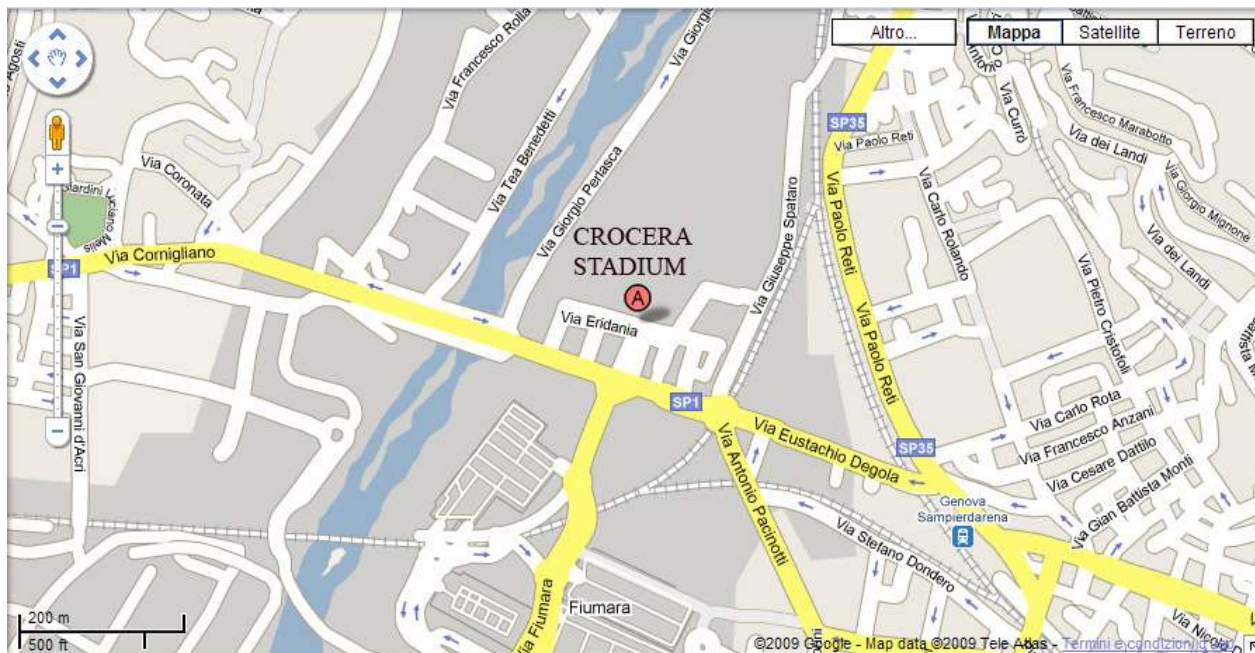 Altro...
Mappa
Satellite
Terreno
Via Francesco Rolla
Via Tea Benedetti
Via Giorgio Perlasca
Via Coronata
Giardini Luciano Melis
Via Cornigliano
SP1
Via San Giovanni d'Acri
CROCERA
STADIUM
A
Via Eridania
Via Giuseppe Spataro
SP35
Via Paolo Reti
Via Paolo Reti
Via Paolo Reti
Via Carlo Rolando
Via Currò
Via Francesco Marabotto
Via dei Landi
Via Giorgio Mignone
Via dei Landi
Via Pietro Cristofoli
SP1
Via Eustachio Degola
Via Antonio Pacinotti
SP35
Via Carlo Rota
Via Francesco Anzani
Via Cesare Dattilo
Via Gian Battista Monti
Genova
Sampierdarena
Via Stefano Dondero
Via Fiumara
Fiumara
200 m
500 ft
©2009 Google - Map data ©2009 Tele Atlas -